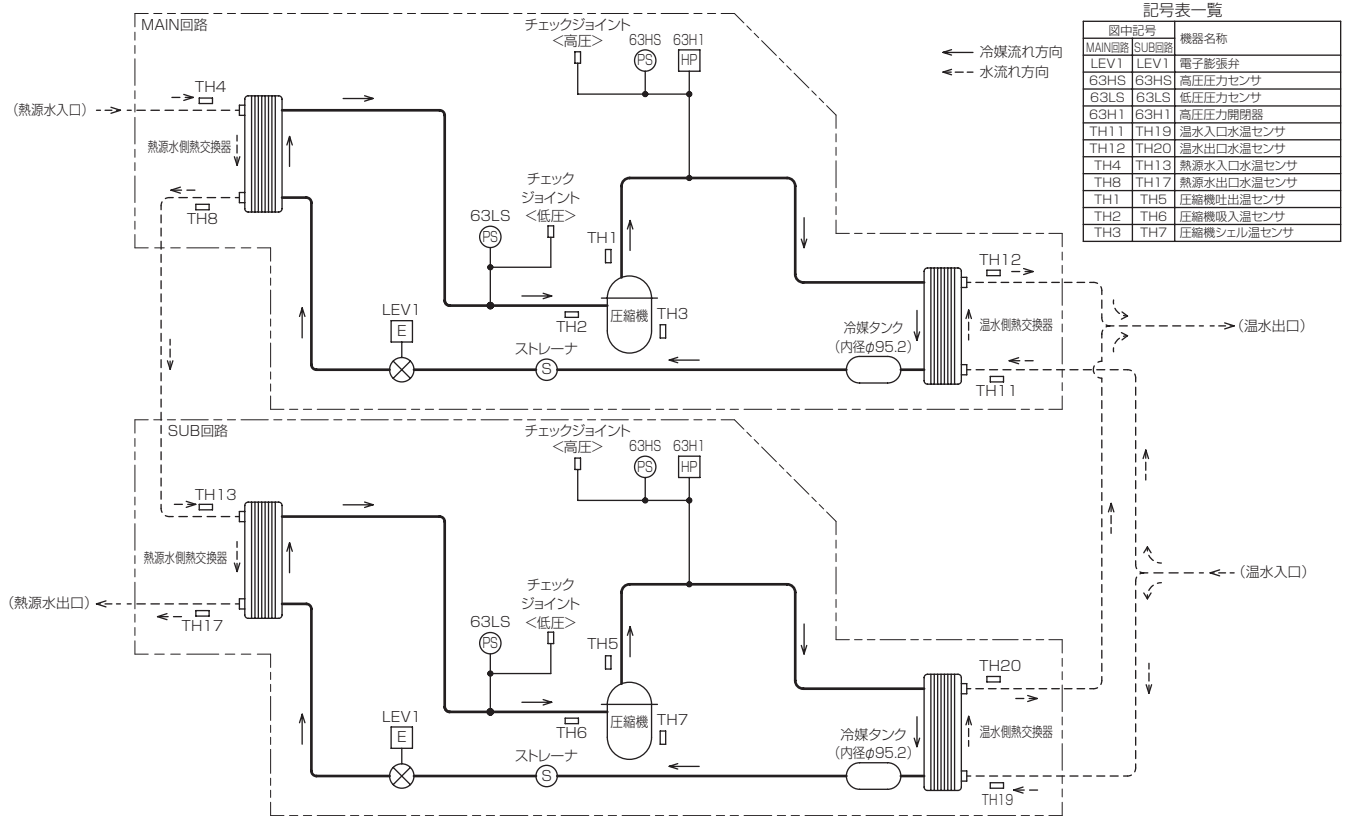 記号表一覧
図中記号 機器名称
MAIN回路 SUB回路
LEV1 LEV1 電子膨張弁
63HS 63HS 高圧圧力センサ
63LS 63LS 低圧圧力センサ
63H1 63H1 高圧圧力開閉器
TH11 TH19 温水入口水温センサ
TH12 TH20 温水出口水温センサ
TH4 TH13 熱源水入口水温センサ
TH8 TH17 熱源水出口水温センサ
TH1 TH5 圧縮機吐出温センサ
TH2 TH6 圧縮機吸入温センサ
TH3 TH7 圧縮機シェル温センサ
冷媒流れ方向
水流れ方向
MAIN回路
チェックジョイント
<高圧>
63HS
PS
63H1
HP
TH4
(熱源水入口)
熱源水側熱交換器
TH8
チェック
ジョイント
<低圧>
63LS
PS
TH1
TH2
圧縮機
TH3
LEV1
E
ストレーナ
S
冷媒タンク
(内径φ95.2)
TH12
温水側熱交換器
TH11
(温水出口)
SUB回路
チェックジョイント
<高圧>
63HS
PS
63H1
HP
TH13
熱源水側熱交換器
(熱源水出口)
TH17
チェック
ジョイント
<低圧>
63LS
PS
TH5
TH6
圧縮機
TH7
LEV1
E
ストレーナ
S
冷媒タンク
(内径φ95.2)
TH20
温水側熱交換器
TH19
(温水入口)